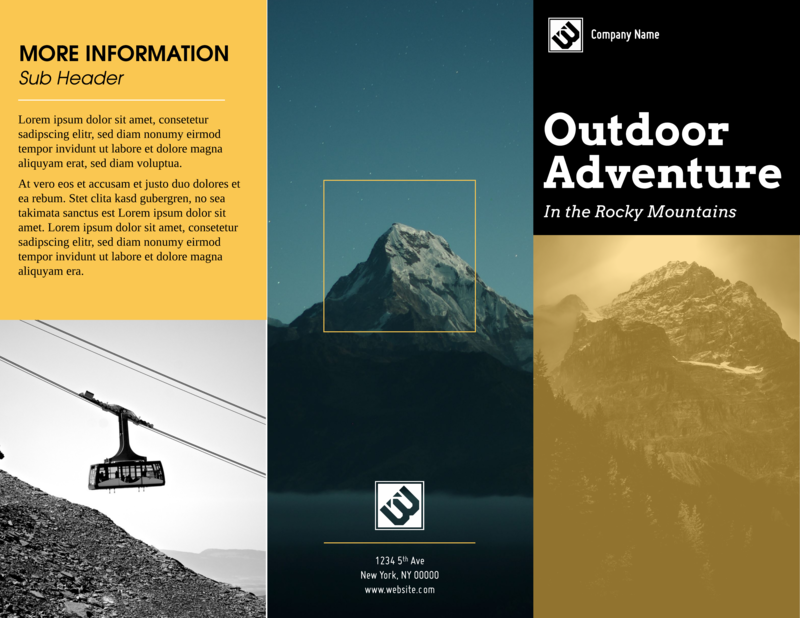 MORE INFORMATION
Sub Header
Lorem ipsum dolor sit amet, consetetur
sadipscing elitr, sed diam nonumy eirmod
tempor invidunt ut labore et dolore magna
aliquyam erat, sed diam voluptua.
At vero eos et accusam et justo duo dolores et
ea rebum. Stet clita kasd gubergren, no sea
takimata sanctus est Lorem ipsum dolor sit
amet. Lorem ipsum dolor sit amet, consetetur
sadipscing elitr, sed diam nonumy eirmod
tempor invidunt ut labore et dolore magna
aliquyam era.
1234 5th Ave
New York, NY 00000
www.website.com
Company Name
Outdoor
Adventure
In the Rocky Mountains